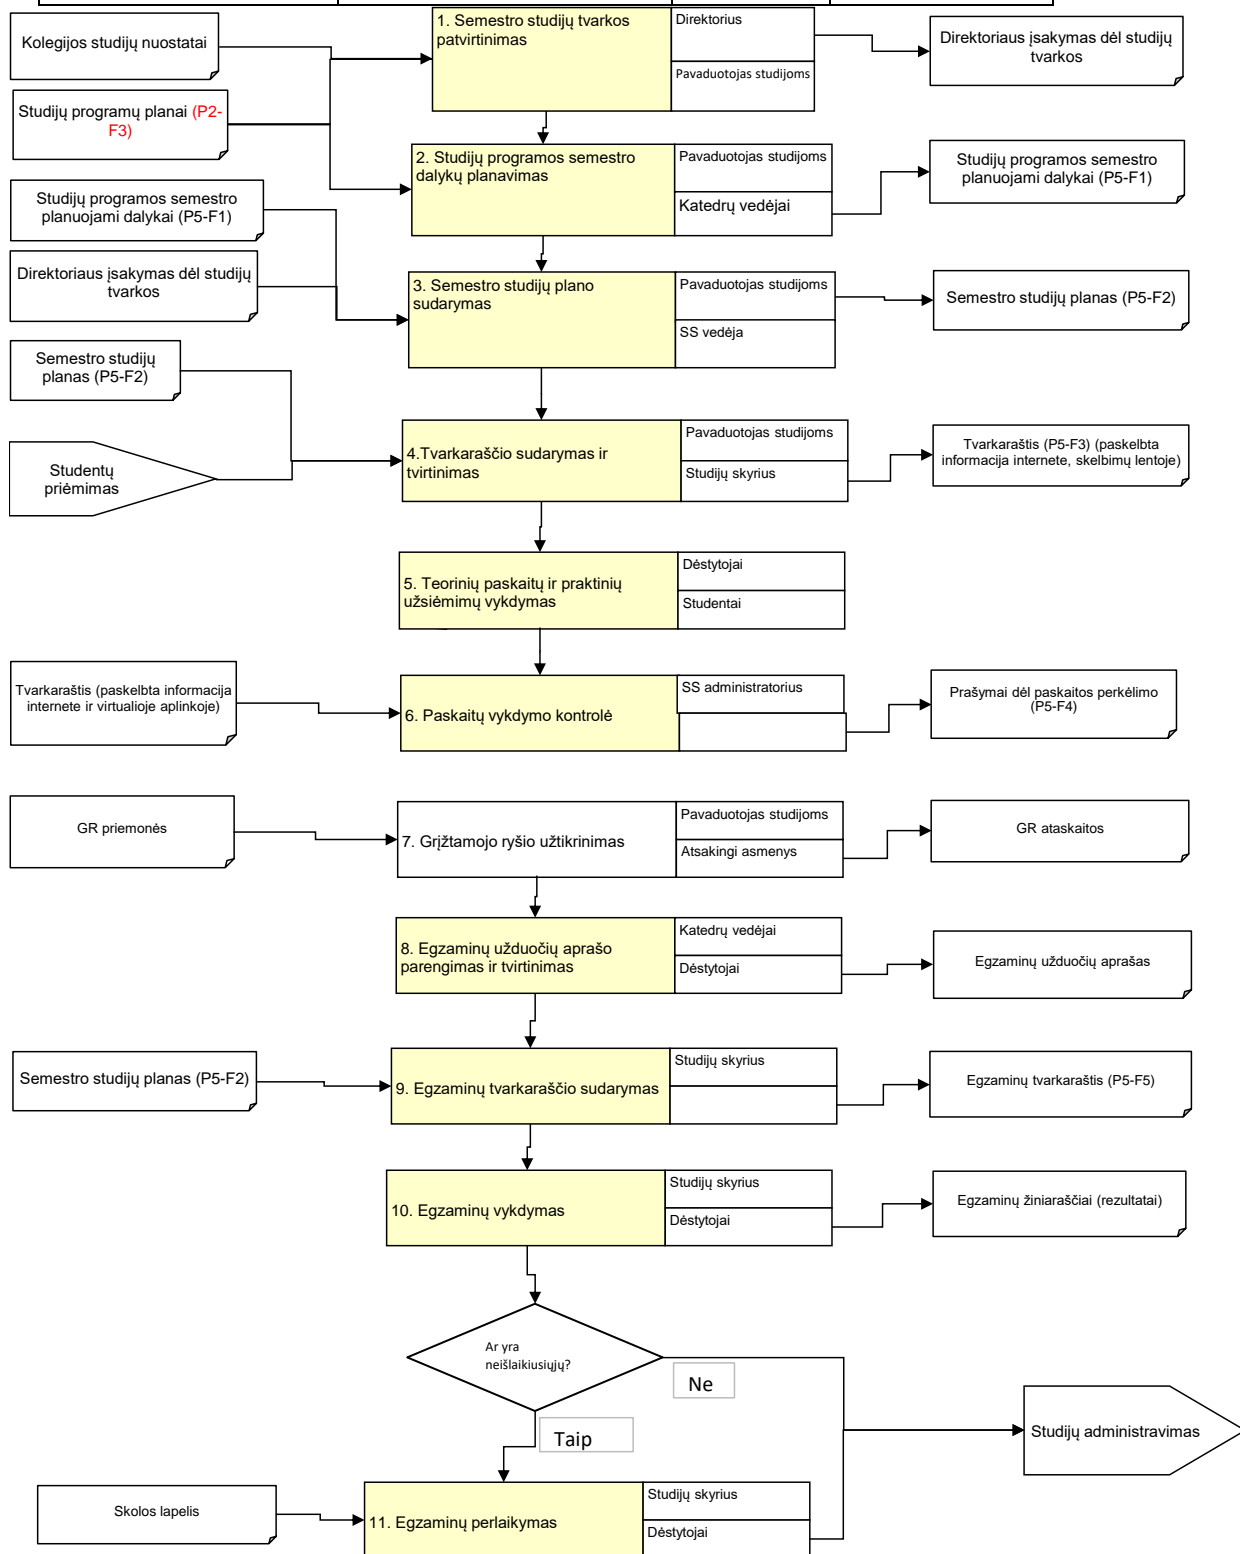 1. Semestro studijų tvarkos
patvirtinimas
Direktorius
Pavaduotojas studijoms
Kolegijos studijų nuostatai
Direktoriaus įsakymas dėl studijų
tvarkos
Studijų programų planai (P2-
F3)
2. Studijų programos semestro
dalykų planavimas
Pavaduotojas studijoms
Katedrų vedėjai
Studijų programos semestro
planuojami dalykai (P5-F1)
Studijų programos semestro
planuojami dalykai (P5-F1)
Direktoriaus įsakymas dėl studijų
tvarkos
3. Semestro studijų plano
sudarymas
Pavaduotojas studijoms
SS vedėja
Semestro studijų planas (P5-F2)
Semestro studijų
planas (P5-F2)
Studentų
priėmimas
4.Tvarkaraščio sudarymas ir
tvirtinimas
Pavaduotojas studijoms
Studijų skyrius
Tvarkaraštis (P5-F3) (paskelbta
informacija internete, skelbimų lentoje)
5. Teorinių paskaitų ir praktinių
užsiėmimų vykdymas
Dėstytojai
Studentai
Tvarkaraštis (paskelbta informacija
internete ir virtualioje aplinkoje)
6. Paskaitų vykdymo kontrolė
SS administratorius
Prašymai dėl paskaitos perkėlimo
(P5-F4)
GR priemonės
7. Grįžtamojo ryšio užtikrinimas
Pavaduotojas studijoms
Atsakingi asmenys
GR ataskaitos
8. Egzaminų užduočių aprašo
parengimas ir tvirtinimas
Katedrų vedėjai
Dėstytojai
Egzaminų užduočių aprašas
Semestro studijų planas (P5-F2)
9. Egzaminų tvarkaraščio sudarymas
Studijų skyrius
Egzaminų tvarkaraštis (P5-F5)
10. Egzaminų vykdymas
Studijų skyrius
Dėstytojai
Egzaminų žiniaraščiai (rezultatai)
Ar yra
neišlaikiusiųjų?
Ne
Taip
Studijų administravimas
Skolos lapelis
11. Egzaminų perlaikymas
Studijų skyrius
Dėstytojai